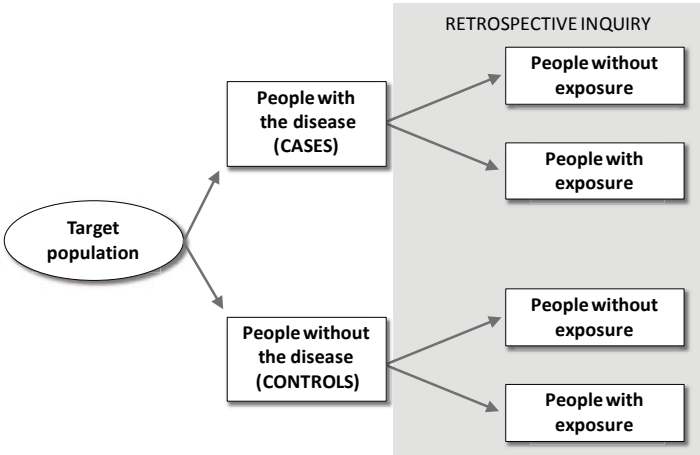 RETROSPECTIVE INQUIRY
People without
exposure
People with
the disease
(CASES)
People with
exposure
Target
population
People without
exposure
People without
the disease
(CONTROLS)
People with
exposure